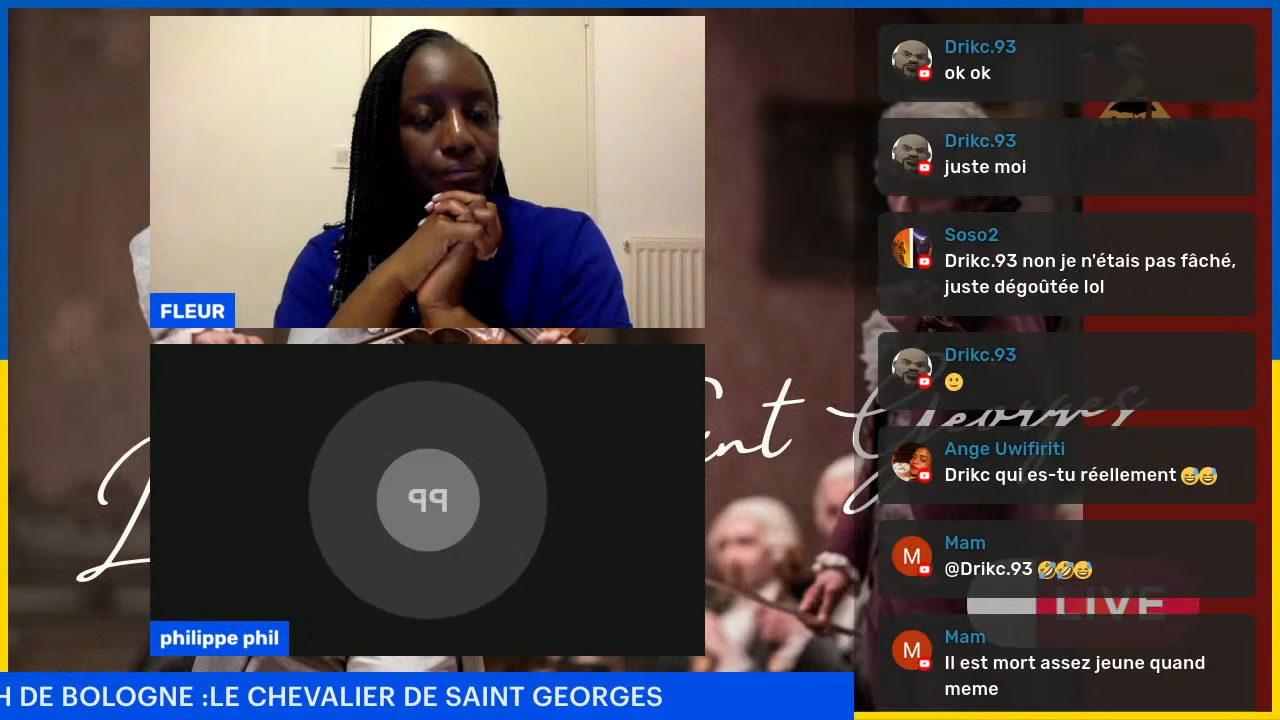 FLEUR
philippe phil
H DE BOLOGNE :LE CHEVALIER DE SAINT GEORGES
Georges
LIVE
Drikc.93
ok ok
Drikc.93
juste moi
Soso2
Drikc.93 non je n'étais pas fâché,
juste dégoûtée lol
Drikc.93
🙂
Ange Uwifiriti
Drikc qui es-tu réellement 😅😅
M
Mam
@Drikc.93 🤣🤣😅
M
Mam
Il est mort assez jeune quand
meme